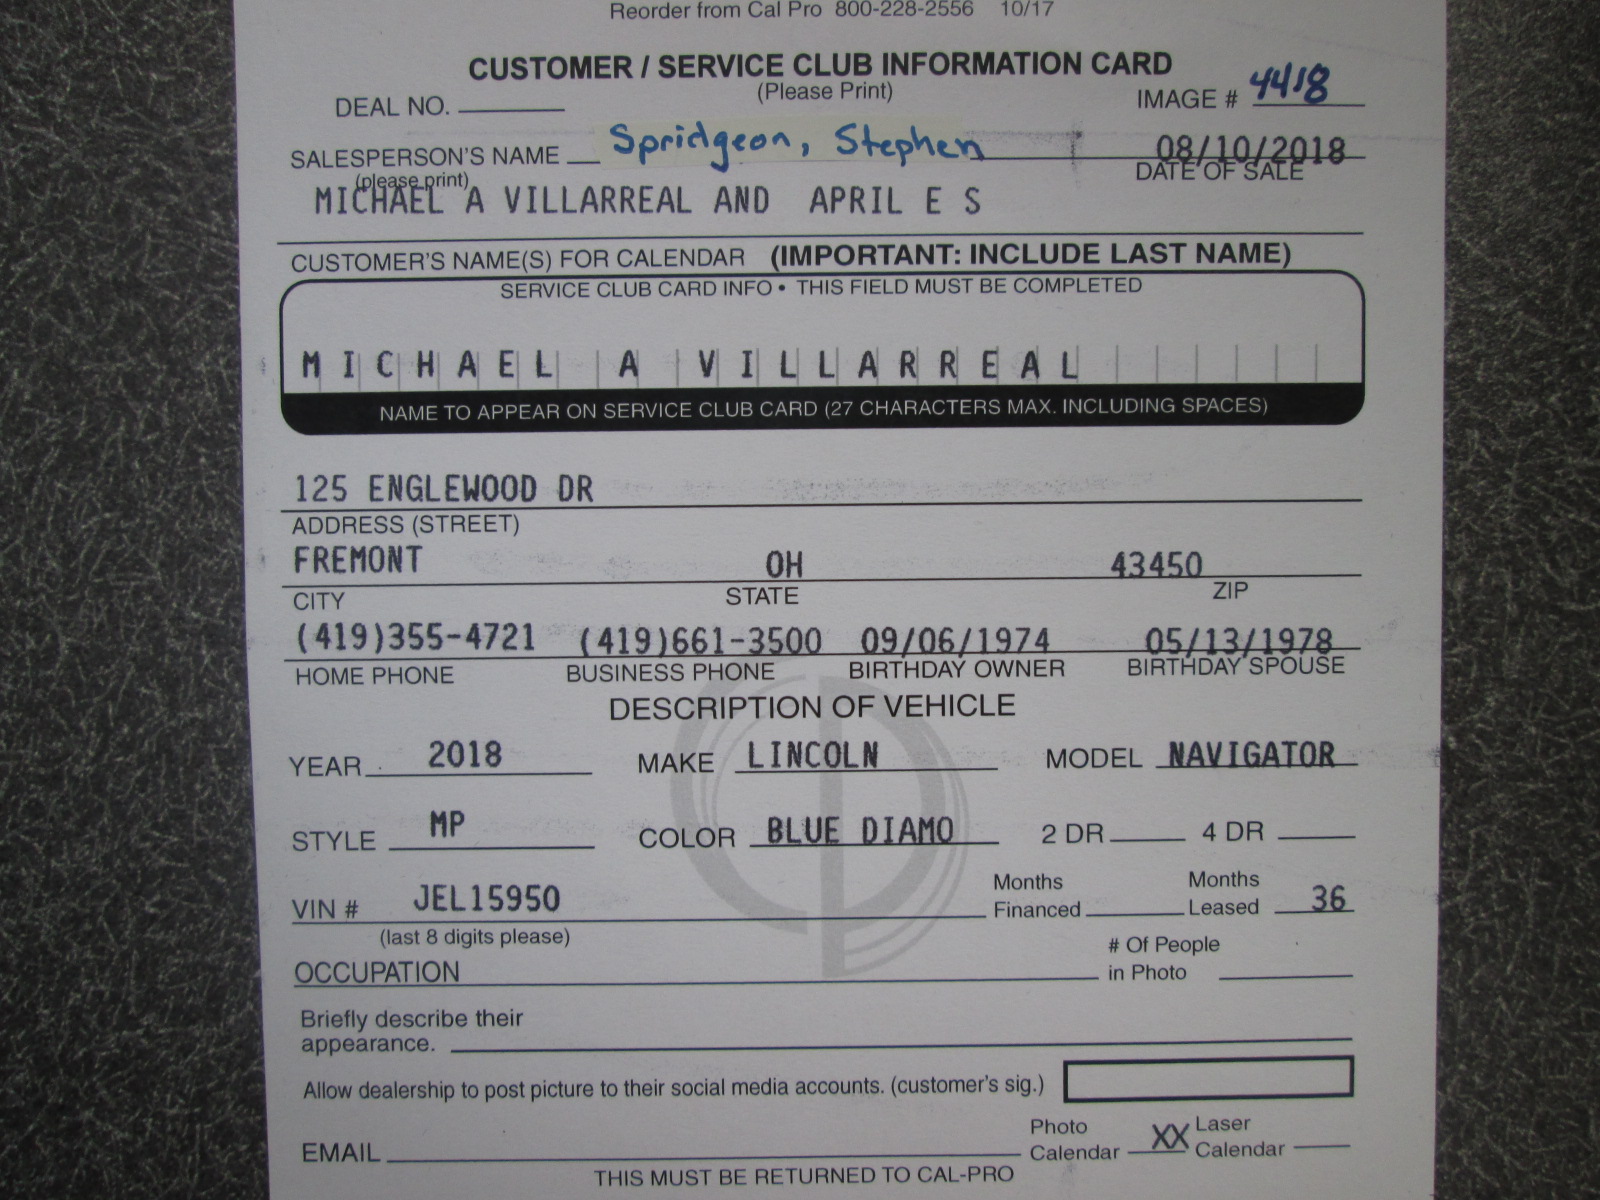 Reorder from Cal Pro 800-228-2556 10/17
CUSTOMER / SERVICE CLUB INFORMATION CARD
(Please Print)
DEAL NO.
IMAGE # 4418
SALESPERSON'S NAME Spridgeon, Stephen 08/10/2018
(please print) DATE OF SALE
MICHAEL A VILLARREAL AND APRIL E S
CUSTOMER'S NAME(S) FOR CALENDAR (IMPORTANT: INCLUDE LAST NAME)
SERVICE CLUB CARD INFO • THIS FIELD MUST BE COMPLETED
MICHAEL A VILLARREAL
NAME TO APPEAR ON SERVICE CLUB CARD (27 CHARACTERS MAX. INCLUDING SPACES)
125 ENGLEWOOD DR
ADDRESS (STREET)
FREMONT OH 43450
CITY STATE ZIP
(419)355-4721 (419)661-3500 09/06/1974 05/13/1978
HOME PHONE BUSINESS PHONE BIRTHDAY OWNER BIRTHDAY SPOUSE
DESCRIPTION OF VEHICLE
YEAR 2018 MAKE LINCOLN MODEL NAVIGATOR
STYLE MP COLOR BLUE DIAMO 2 DR 4 DR
VIN # JEL15950 Months Financed Months Leased 36
(last 8 digits please)
OCCUPATION # Of People in Photo
Briefly describe their
appearance.
Allow dealership to post picture to their social media accounts. (customer's sig.)
EMAIL Photo Calendar XX Laser Calendar
THIS MUST BE RETURNED TO CAL-PRO